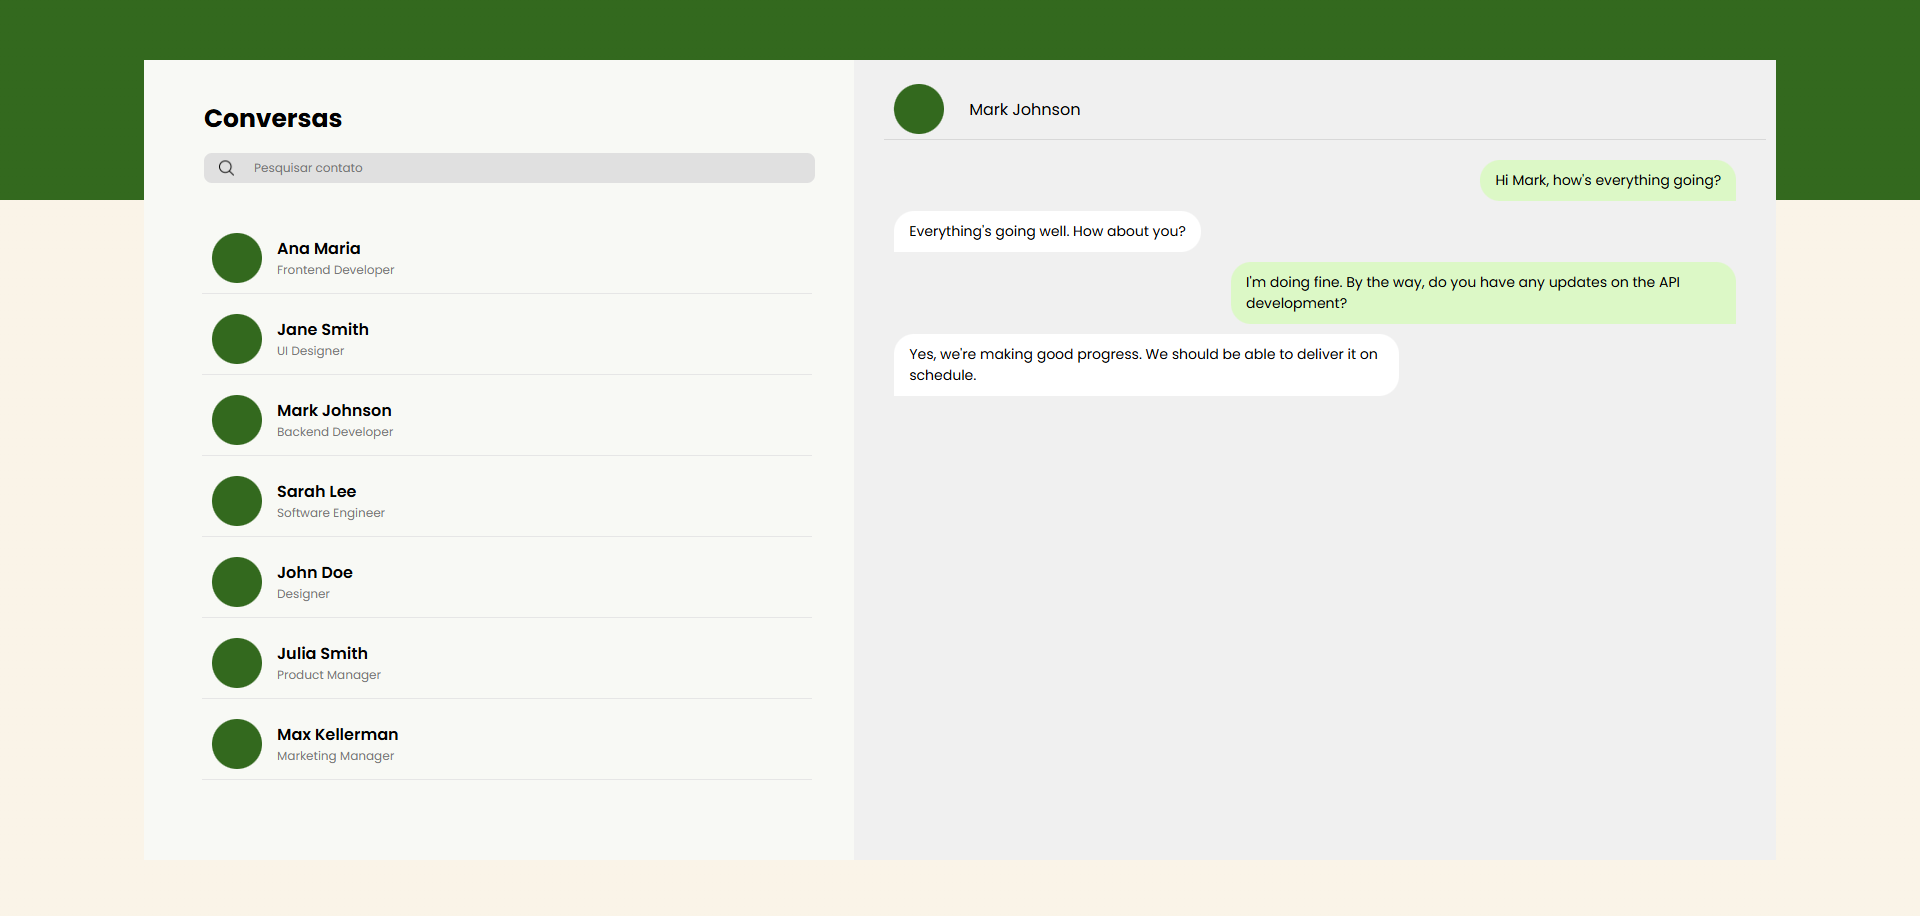 Conversas
Pesquisar contato
Ana Maria
Frontend Developer
Jane Smith
UI Designer
Mark Johnson
Backend Developer
Sarah Lee
Software Engineer
John Doe
Designer
Julia Smith
Product Manager
Max Kellerman
Marketing Manager
Mark Johnson
Hi Mark, how's everything going?
Everything's going well. How about you?
I'm doing fine. By the way, do you have any updates on the API
development?
Yes, we're making good progress. We should be able to deliver it on
schedule.